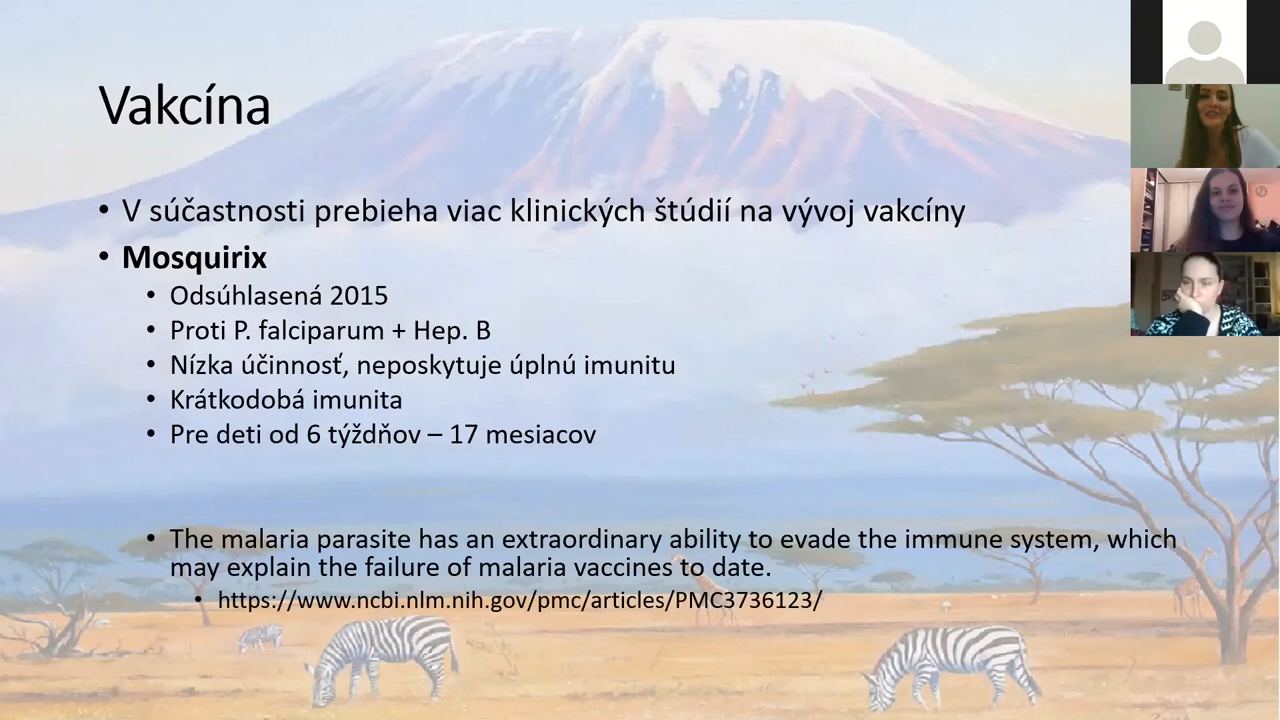 Vakcína
• V súčastnosti prebieha viac klinických štúdií na vývoj vakcíny
• Mosquirix
• Odsúhlasená 2015
• Proti P. falciparum + Hep. B
• Nízka účinnosť, neposkytuje úplnú imunitu
• Krátkodobá imunita
• Pre deti od 6 týždňov – 17 mesiacov
• The malaria parasite has an extraordinary ability to evade the immune system, which
may explain the failure of malaria vaccines to date.
• https://www.ncbi.nlm.nih.gov/pmc/articles/PMC3736123/